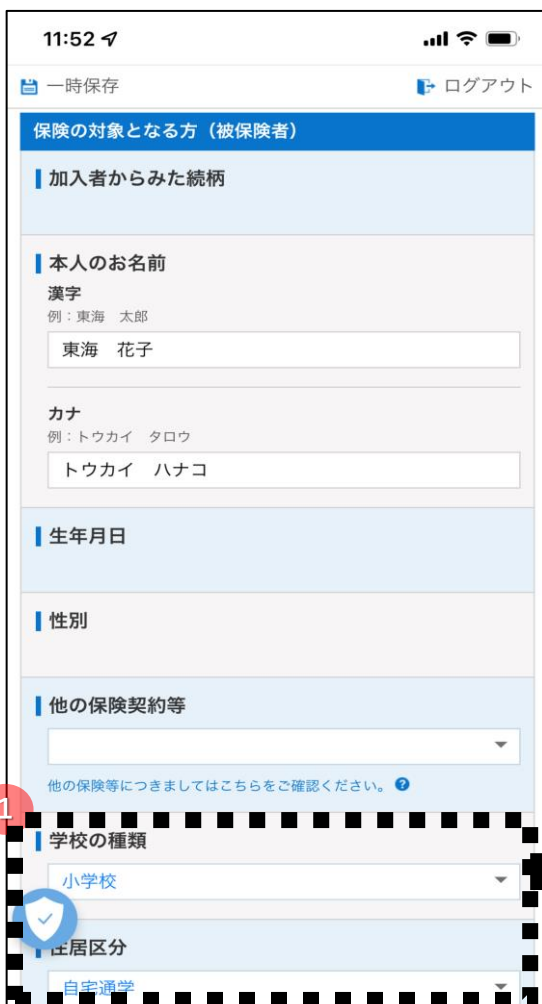 11:52
一時保存 ログアウト
保険の対象となる方（被保険者）
加入者からみた続柄
本人のお名前
漢字
例：東海　太郎
東海　花子
カナ
例：トウカイ　タロウ
トウカイ　ハナコ
生年月日
性別
他の保険契約等
他の保険等につきましてはこちらをご確認ください。
1
学校の種類
小学校
住居区分
自宅通学